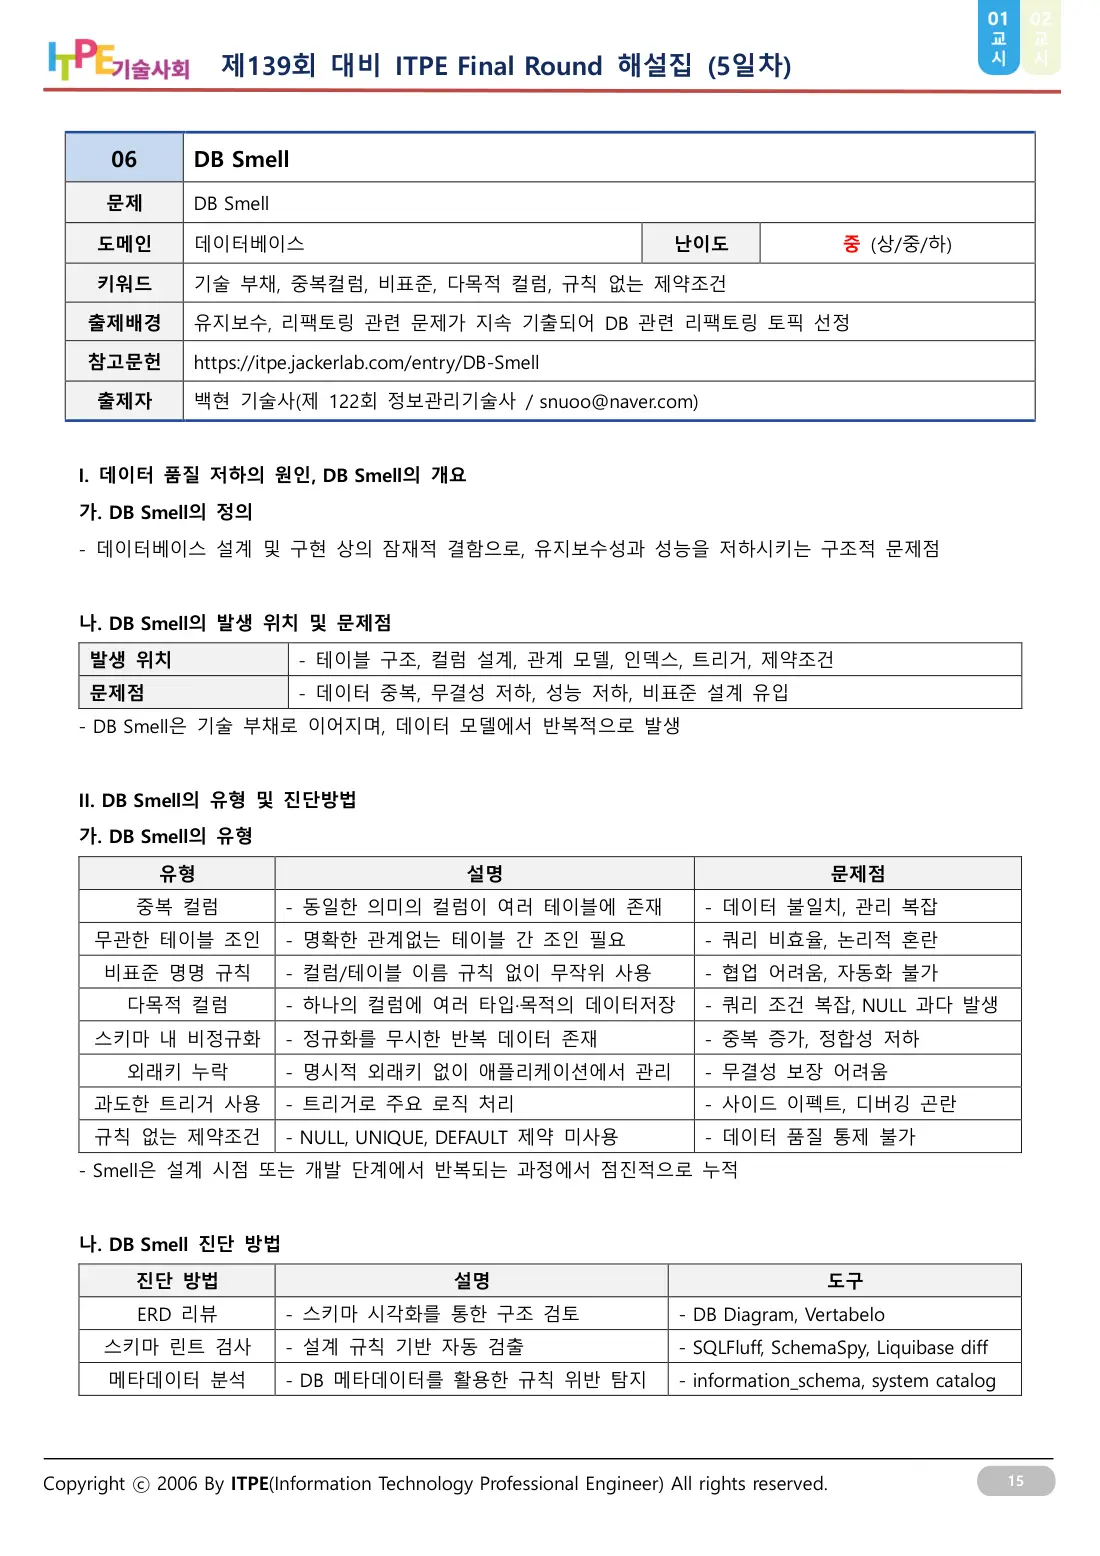 ITPE기술사회 제139회 대비 ITPE Final Round 해설집 (5일차)
01 교시
02 교시
06 DB Smell
문제 DB Smell
도메인 데이터베이스 난이도 중 (상/중/하)
키워드 기술 부채, 중복컬럼, 비표준, 다목적 컬럼, 규칙 없는 제약조건
출제배경 유지보수, 리팩토링 관련 문제가 지속 기출되어 DB 관련 리팩토링 토픽 선정
참고문헌 https://itpe.jackerlab.com/entry/DB-Smell
출제자 백현 기술사(제 122회 정보관리기술사 / snuoo@naver.com)
I. 데이터 품질 저하의 원인, DB Smell의 개요
가. DB Smell의 정의
- 데이터베이스 설계 및 구현 상의 잠재적 결함으로, 유지보수성과 성능을 저하시키는 구조적 문제점
나. DB Smell의 발생 위치 및 문제점
발생 위치 - 테이블 구조, 컬럼 설계, 관계 모델, 인덱스, 트리거, 제약조건
문제점 - 데이터 중복, 무결성 저하, 성능 저하, 비표준 설계 유입
- DB Smell은 기술 부채로 이어지며, 데이터 모델에서 반복적으로 발생
II. DB Smell의 유형 및 진단방법
가. DB Smell의 유형
유형 설명 문제점
중복 컬럼 - 동일한 의미의 컬럼이 여러 테이블에 존재 - 데이터 불일치, 관리 복잡
무관한 테이블 조인 - 명확한 관계없는 테이블 간 조인 필요 - 쿼리 비효율, 논리적 혼란
비표준 명명 규칙 - 컬럼/테이블 이름 규칙 없이 무작위 사용 - 협업 어려움, 자동화 불가
다목적 컬럼 - 하나의 컬럼에 여러 타입·목적의 데이터저장 - 쿼리 조건 복잡, NULL 과다 발생
스키마 내 비정규화 - 정규화를 무시한 반복 데이터 존재 - 중복 증가, 정합성 저하
외래키 누락 - 명시적 외래키 없이 애플리케이션에서 관리 - 무결성 보장 어려움
과도한 트리거 사용 - 트리거로 주요 로직 처리 - 사이드 이펙트, 디버깅 곤란
규칙 없는 제약조건 - NULL, UNIQUE, DEFAULT 제약 미사용 - 데이터 품질 통제 불가
- Smell은 설계 시점 또는 개발 단계에서 반복되는 과정에서 점진적으로 누적
나. DB Smell 진단 방법
진단 방법 설명 도구
ERD 리뷰 - 스키마 시각화를 통한 구조 검토 - DB Diagram, Vertabelo
스키마 린트 검사 - 설계 규칙 기반 자동 검출 - SQLFluff, SchemaSpy, Liquibase diff
메타데이터 분석 - DB 메타데이터를 활용한 규칙 위반 탐지 - information_schema, system catalog
Copyright ⓒ 2006 By ITPE(Information Technology Professional Engineer) All rights reserved. 15